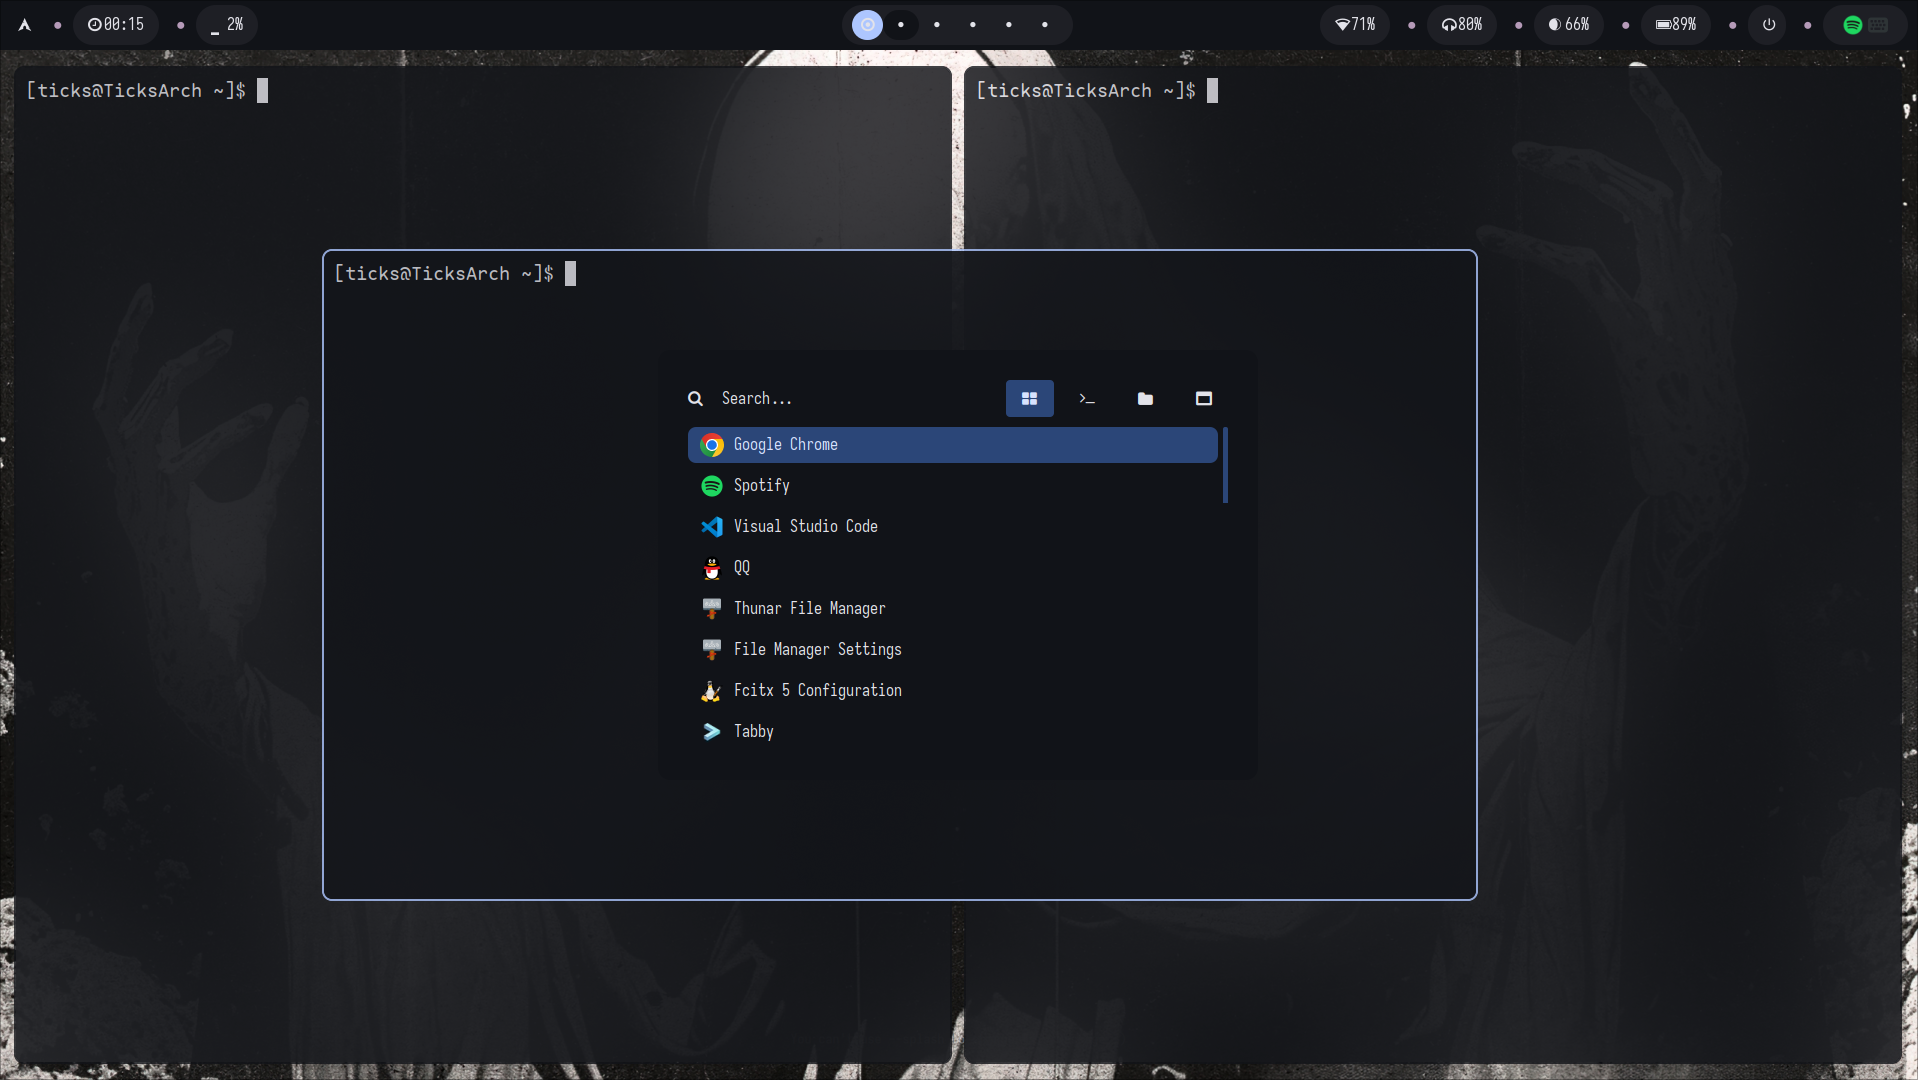 00:15
_ 2%
71%
80%
66%
89%
[ticks@TicksArch ~]$
[ticks@TicksArch ~]$
[ticks@TicksArch ~]$
Search...
Google Chrome
Spotify
Visual Studio Code
QQ
Thunar File Manager
File Manager Settings
Fcitx 5 Configuration
Tabby